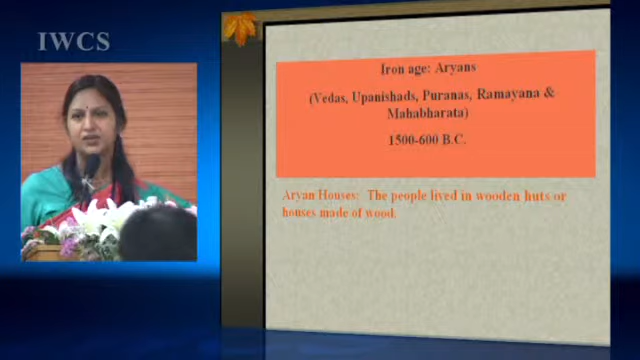 IWCS
Iron age: Aryans
(Vedas, Upanishads, Puranas, Ramayana &
Mahabharata)
1500-600 B.C.
Aryan Houses: The people lived in wooden huts or
houses made of wood.